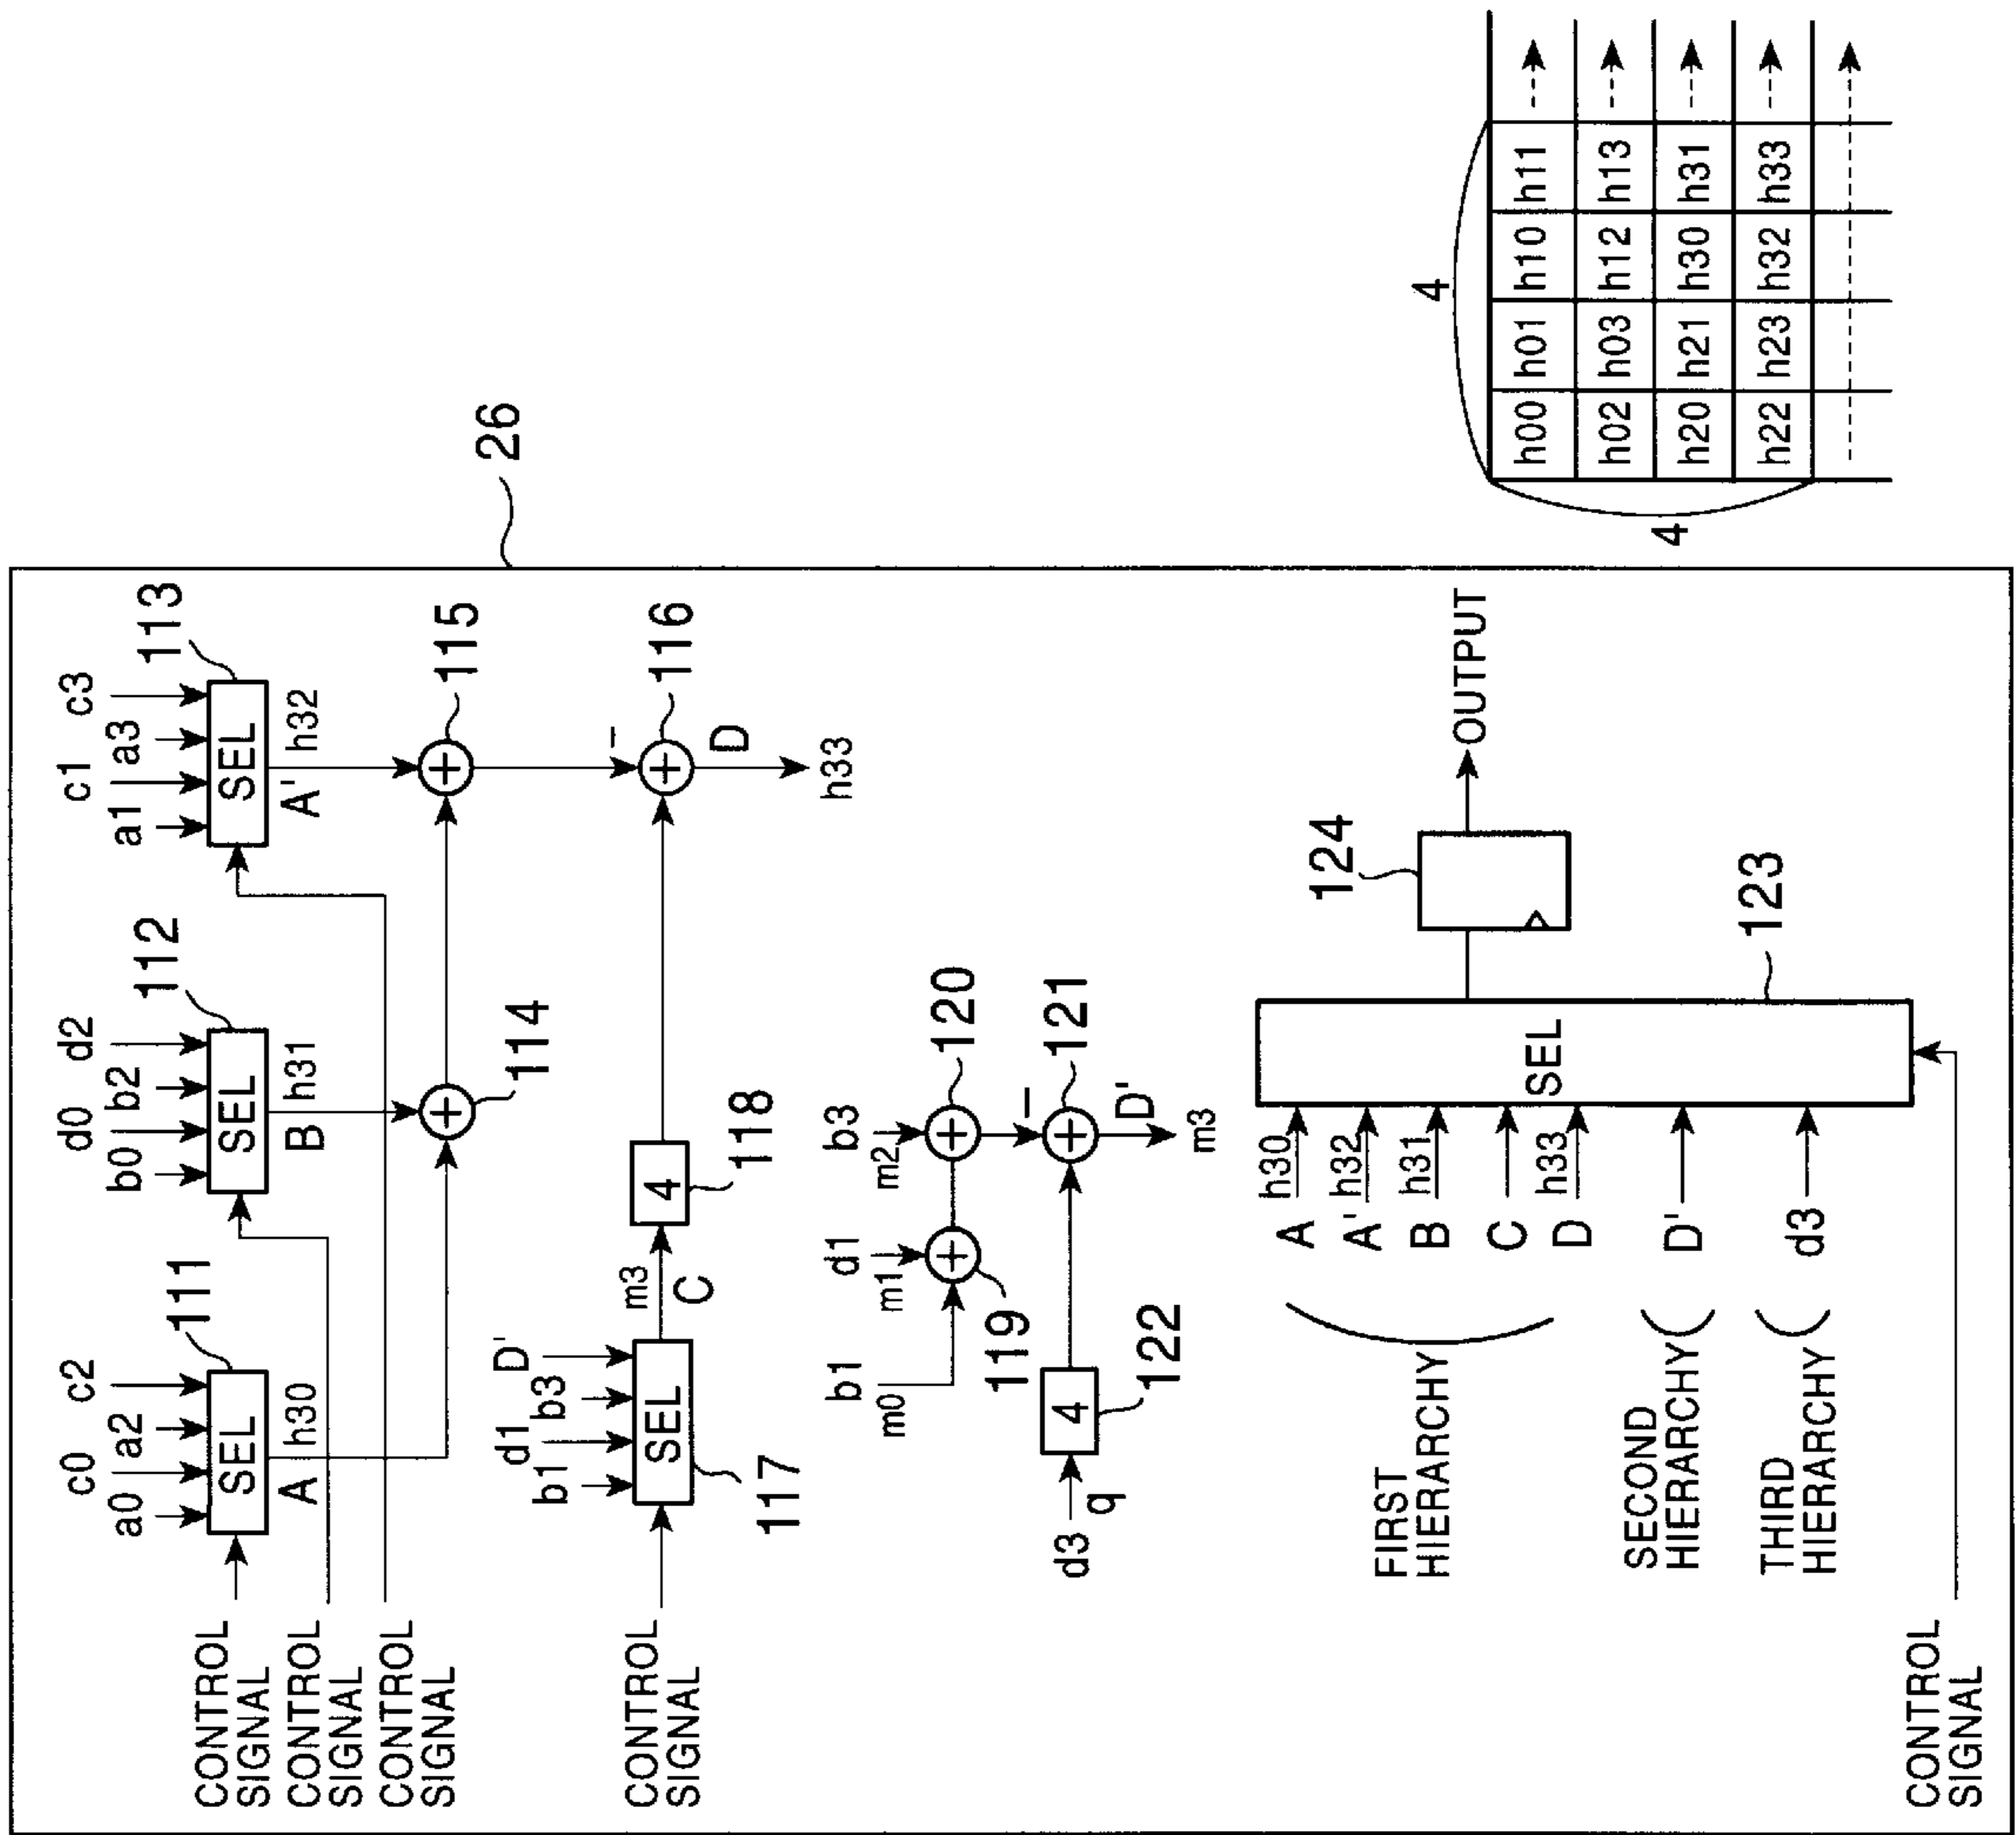 CONTROL
SIGNAL
CONTROL
SIGNAL
CONTROL
SIGNAL
a0 c0 a2 c2
SEL
111
A h30
b0 d0 b2 d2
SEL
112
B h31
a1 c1 a3 c3
SEL
113
A' h32
+
114
+
115
CONTROL
SIGNAL
b1 d1 b3 D'
SEL
117
m3
C
4
118
−
+
116
D
h33
b1
m0
d1
m1
+
119
b3
m2
+
120
d3
q
4
122
−
+
121
D'
m3
FIRST
HIERARCHY
A h30
A' h32
B h31
C
D h33
SECOND
HIERARCHY
D'
THIRD
HIERARCHY
d3
SEL
123
124
OUTPUT
CONTROL
SIGNAL
26
4
4
h00 h01 h10 h11
h02 h03 h12 h13
h20 h21 h30 h31
h22 h23 h32 h33